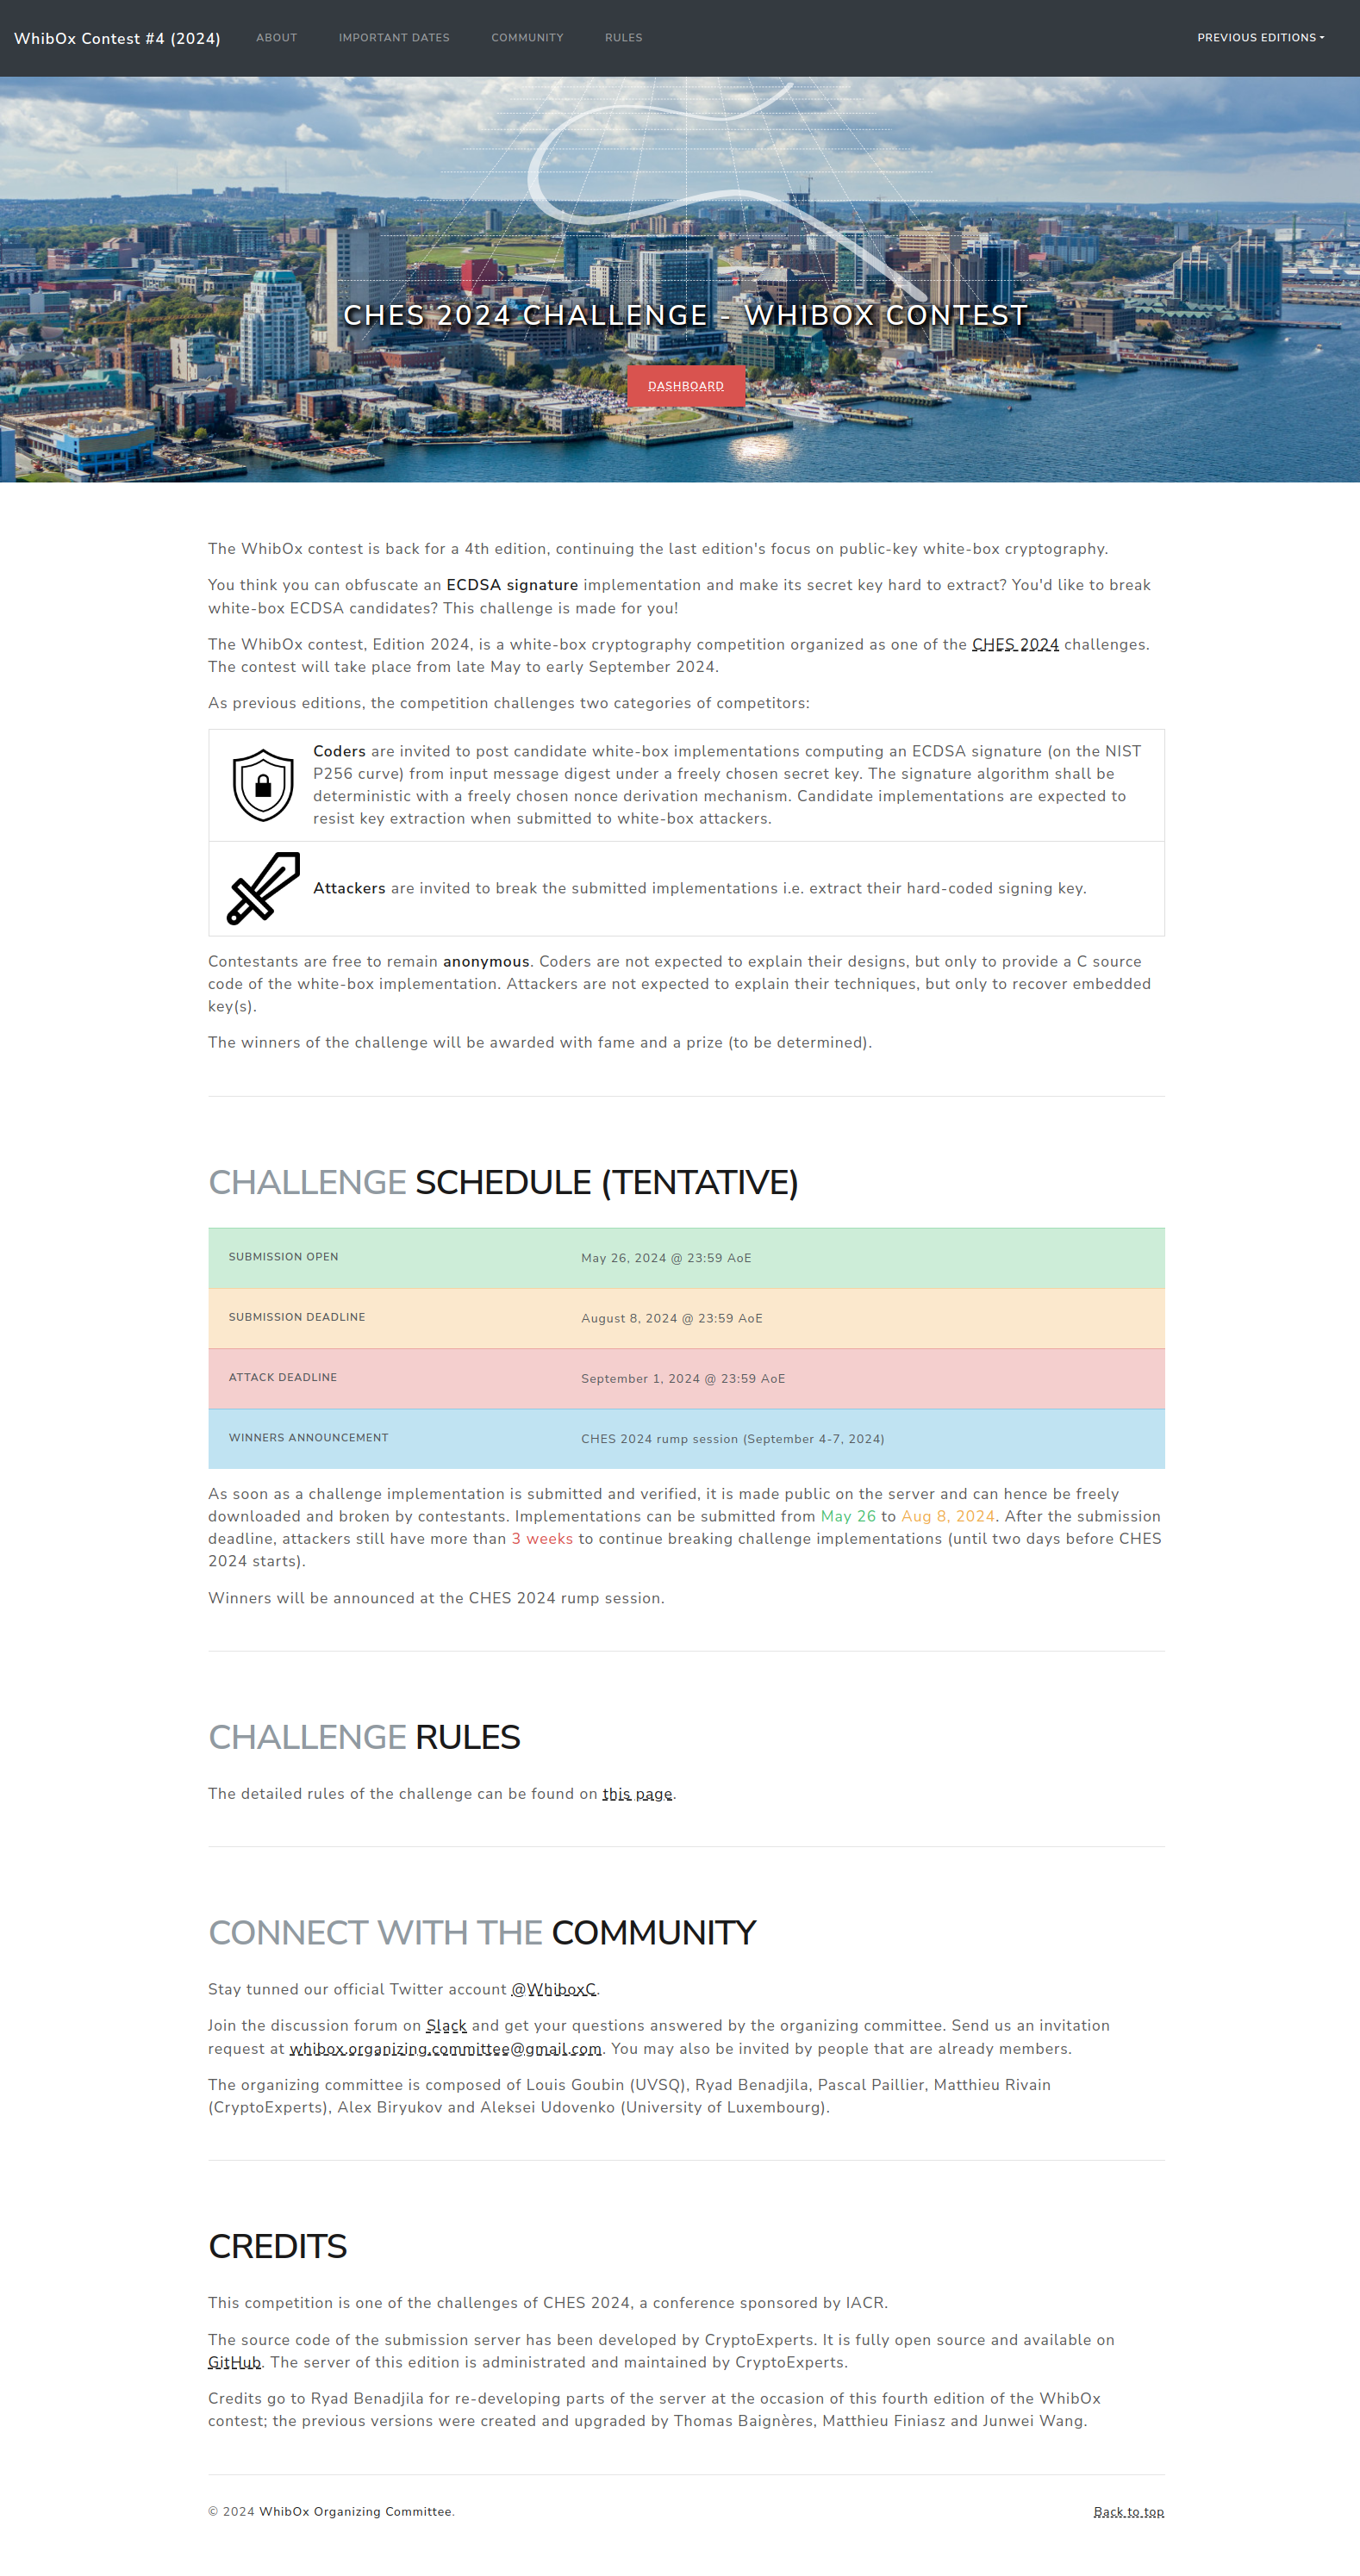 WhibOx Contest #4 (2024) ABOUT IMPORTANT DATES COMMUNITY RULES PREVIOUS EDITIONS
CHES 2024 CHALLENGE - WHIBOX CONTEST
DASHBOARD
The WhibOx contest is back for a 4th edition, continuing the last edition's focus on public-key white-box cryptography.
You think you can obfuscate an ECDSA signature implementation and make its secret key hard to extract? You'd like to break
white-box ECDSA candidates? This challenge is made for you!
The WhibOx contest, Edition 2024, is a white-box cryptography competition organized as one of the CHES 2024 challenges.
The contest will take place from late May to early September 2024.
As previous editions, the competition challenges two categories of competitors:
Coders are invited to post candidate white-box implementations computing an ECDSA signature (on the NIST
P256 curve) from input message digest under a freely chosen secret key. The signature algorithm shall be
deterministic with a freely chosen nonce derivation mechanism. Candidate implementations are expected to
resist key extraction when submitted to white-box attackers.
Attackers are invited to break the submitted implementations i.e. extract their hard-coded signing key.
Contestants are free to remain anonymous. Coders are not expected to explain their designs, but only to provide a C source
code of the white-box implementation. Attackers are not expected to explain their techniques, but only to recover embedded
key(s).
The winners of the challenge will be awarded with fame and a prize (to be determined).
CHALLENGE SCHEDULE (TENTATIVE)
SUBMISSION OPEN May 26, 2024 @ 23:59 AoE
SUBMISSION DEADLINE August 8, 2024 @ 23:59 AoE
ATTACK DEADLINE September 1, 2024 @ 23:59 AoE
WINNERS ANNOUNCEMENT CHES 2024 rump session (September 4-7, 2024)
As soon as a challenge implementation is submitted and verified, it is made public on the server and can hence be freely
downloaded and broken by contestants. Implementations can be submitted from May 26 to Aug 8, 2024. After the submission
deadline, attackers still have more than 3 weeks to continue breaking challenge implementations (until two days before CHES
2024 starts).
Winners will be announced at the CHES 2024 rump session.
CHALLENGE RULES
The detailed rules of the challenge can be found on this page.
CONNECT WITH THE COMMUNITY
Stay tunned our official Twitter account @WhiboxC.
Join the discussion forum on Slack and get your questions answered by the organizing committee. Send us an invitation
request at whibox.organizing.committee@gmail.com. You may also be invited by people that are already members.
The organizing committee is composed of Louis Goubin (UVSQ), Ryad Benadjila, Pascal Paillier, Matthieu Rivain
(CryptoExperts), Alex Biryukov and Aleksei Udovenko (University of Luxembourg).
CREDITS
This competition is one of the challenges of CHES 2024, a conference sponsored by IACR.
The source code of the submission server has been developed by CryptoExperts. It is fully open source and available on
GitHub. The server of this edition is administrated and maintained by CryptoExperts.
Credits go to Ryad Benadjila for re-developing parts of the server at the occasion of this fourth edition of the WhibOx
contest; the previous versions were created and upgraded by Thomas Baignères, Matthieu Finiasz and Junwei Wang.
© 2024 WhibOx Organizing Committee. Back to top